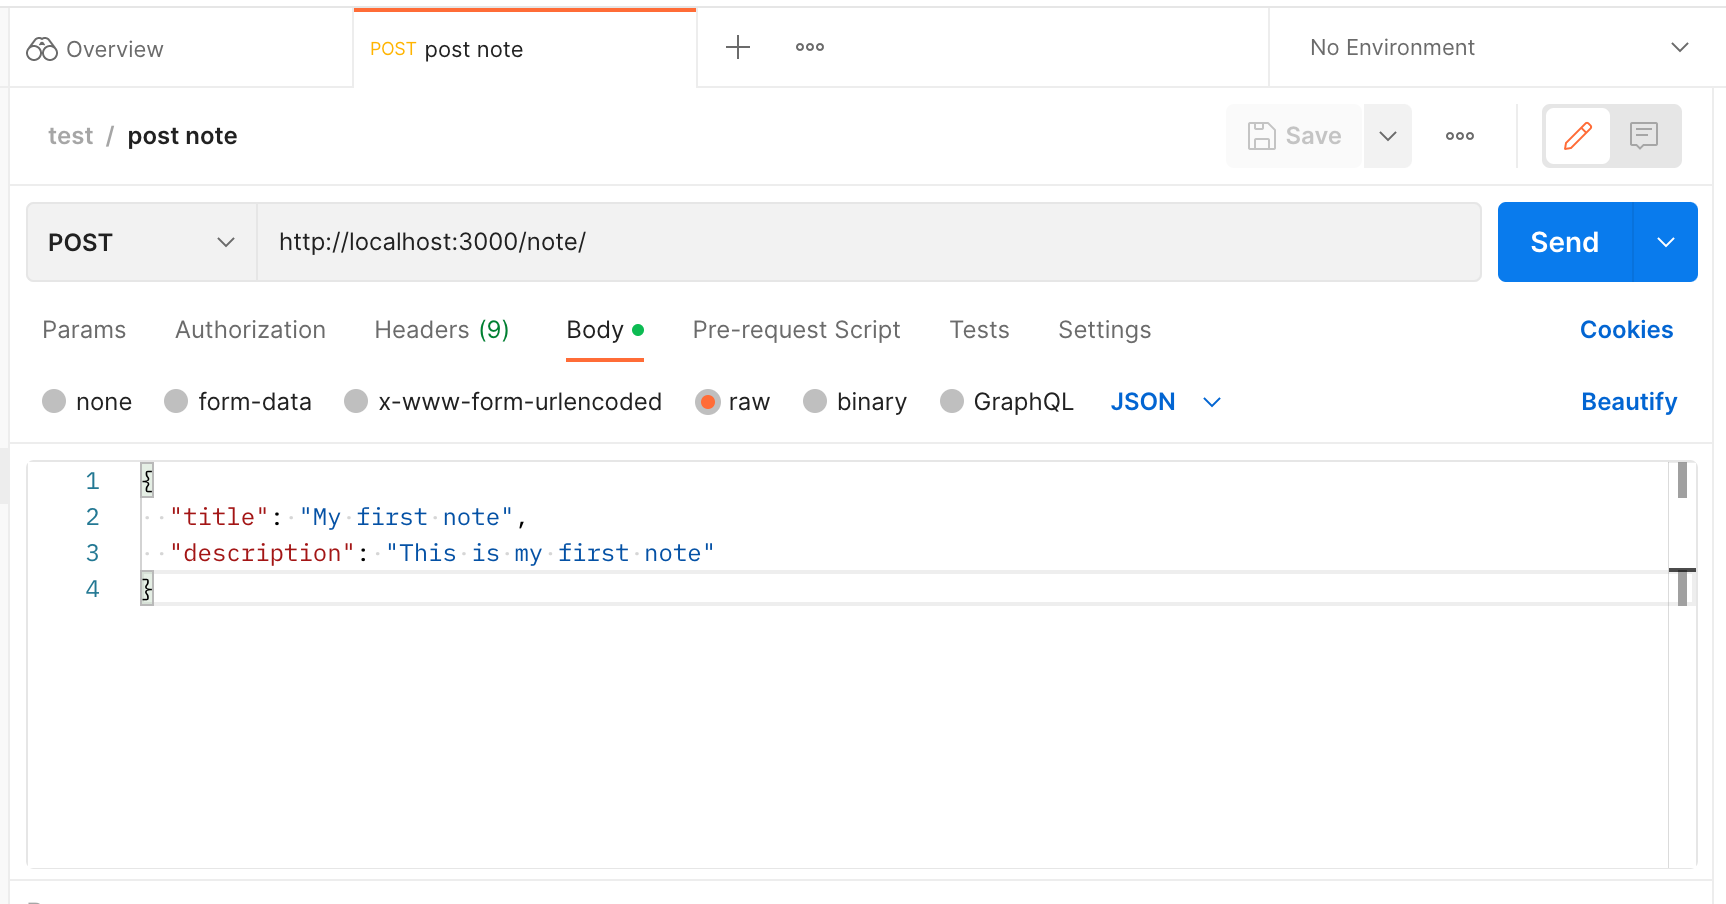 Overview
POST post note
No Environment
test / post note
Save
POST
http://localhost:3000/note/
Send
Params Authorization Headers (9) Body Pre-request Script Tests Settings Cookies
none form-data x-www-form-urlencoded raw binary GraphQL JSON Beautify
1 {
2 "title": "My first note",
3 "description": "This is my first note"
4 }